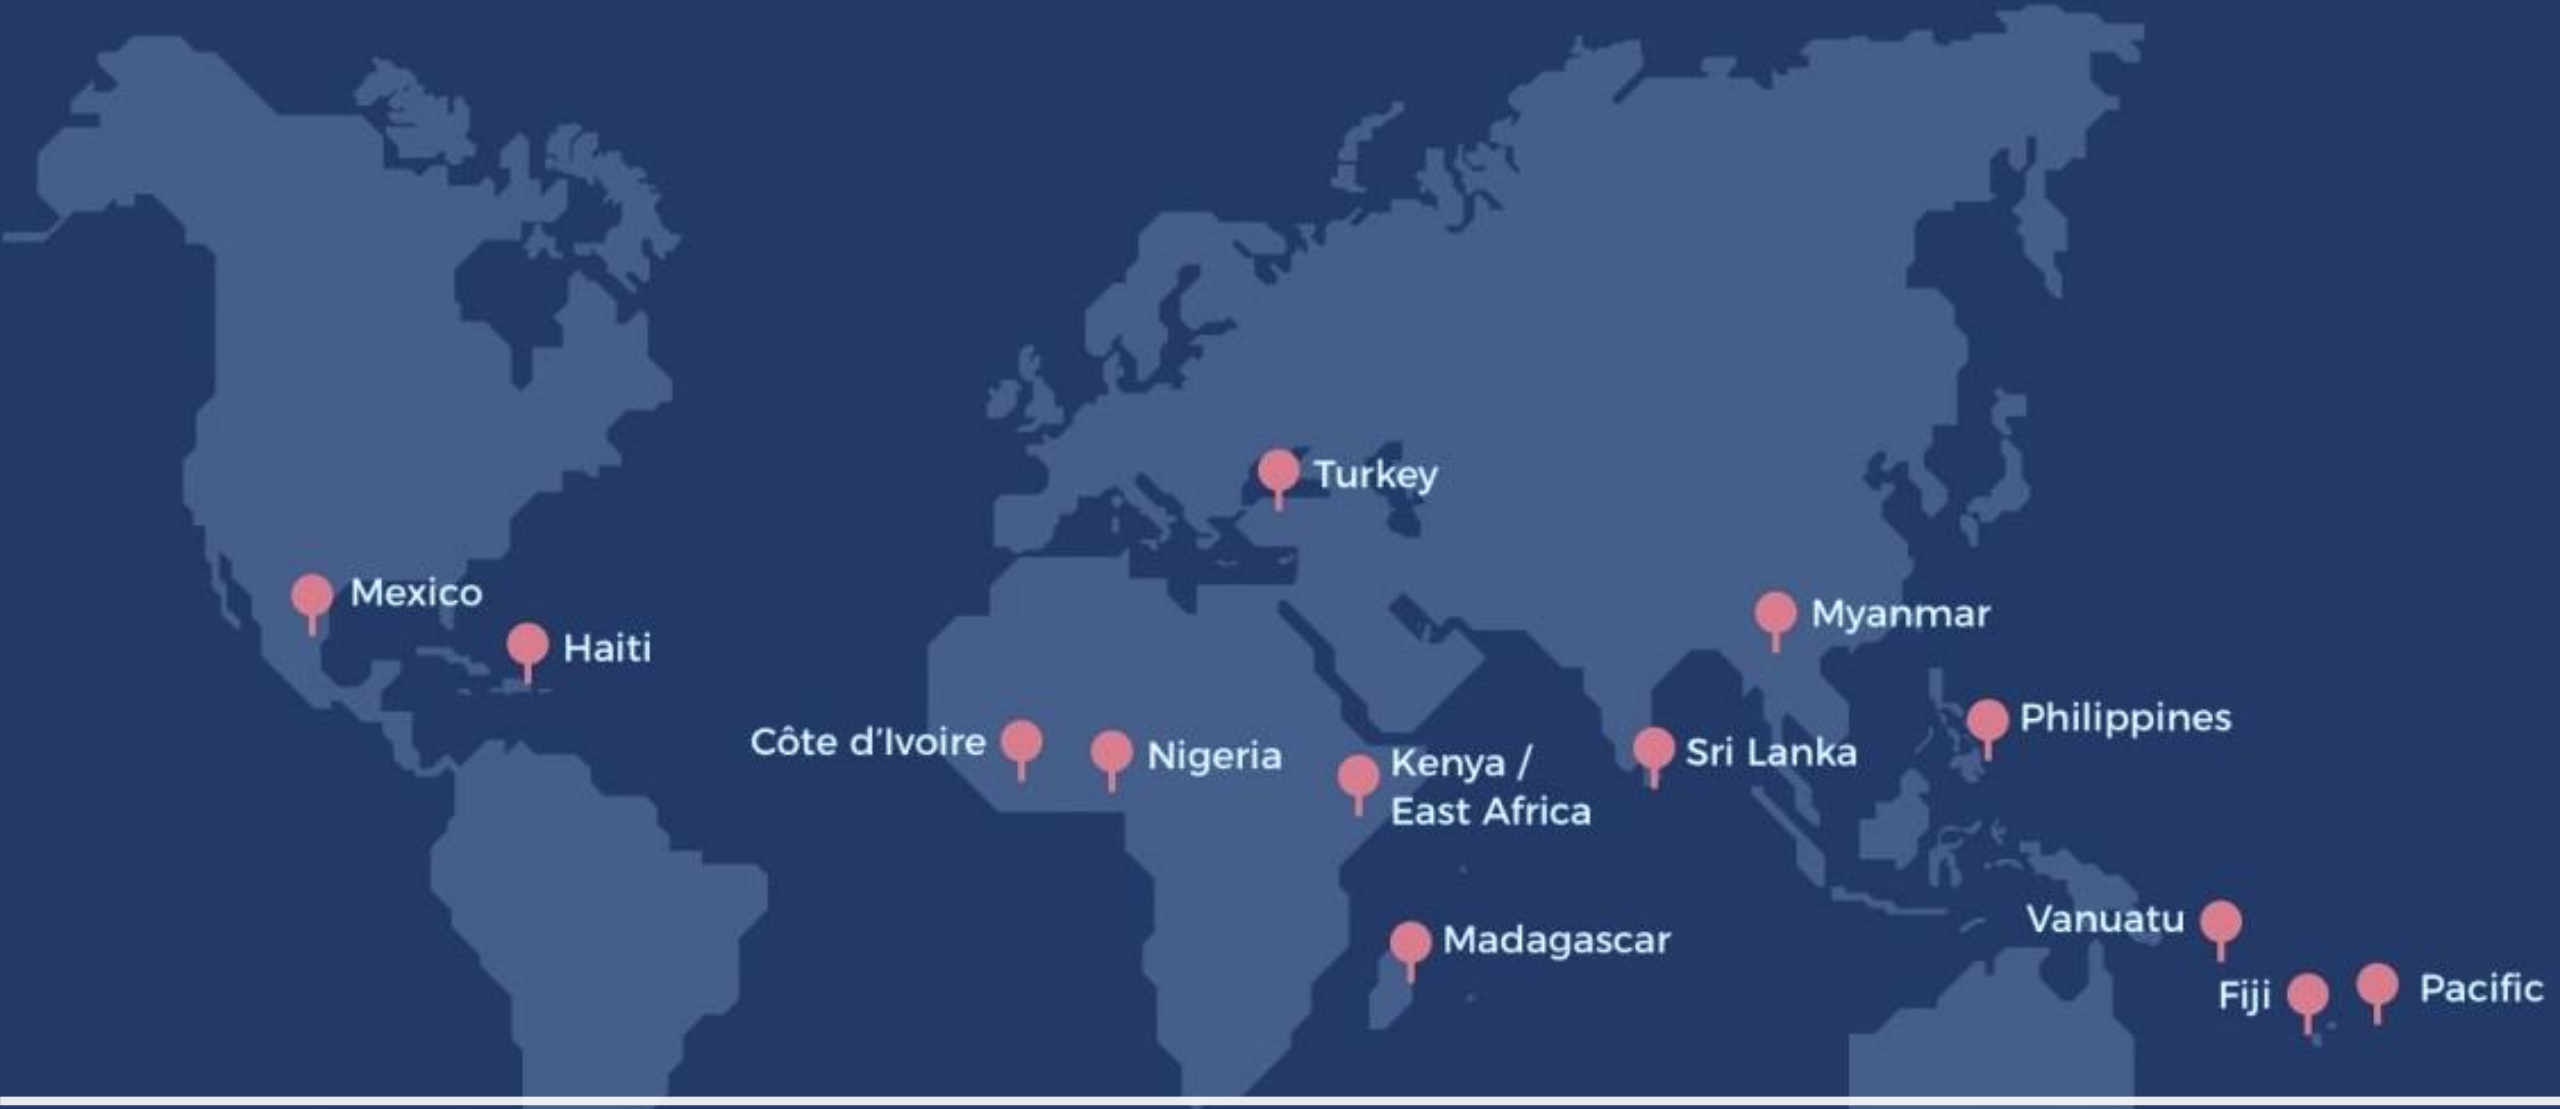 Turkey
Mexico
Haiti
Myanmar
Côte d’Ivoire
Nigeria
Kenya /
East Africa
Sri Lanka
Philippines
Madagascar
Vanuatu
Fiji
Pacific